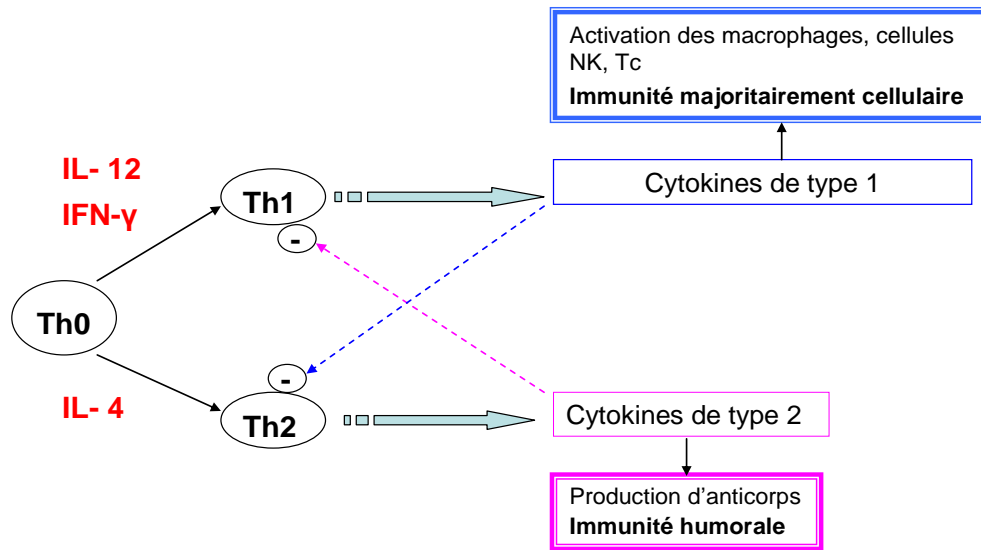 Activation des macrophages, cellules
NK, Tc
Immunité majoritairement cellulaire
IL- 12
IFN-γ
Th1
Cytokines de type 1
-
Th0
-
IL- 4
Th2
Cytokines de type 2
Production d'anticorps
Immunité humorale